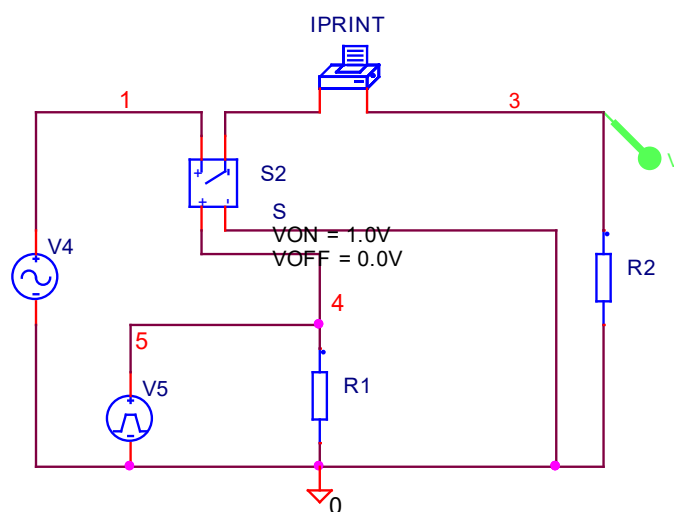 IPRINT
1
3
S2
S
VON = 1.0V
VOFF = 0.0V
V4
R2
4
5
V5
R1
0